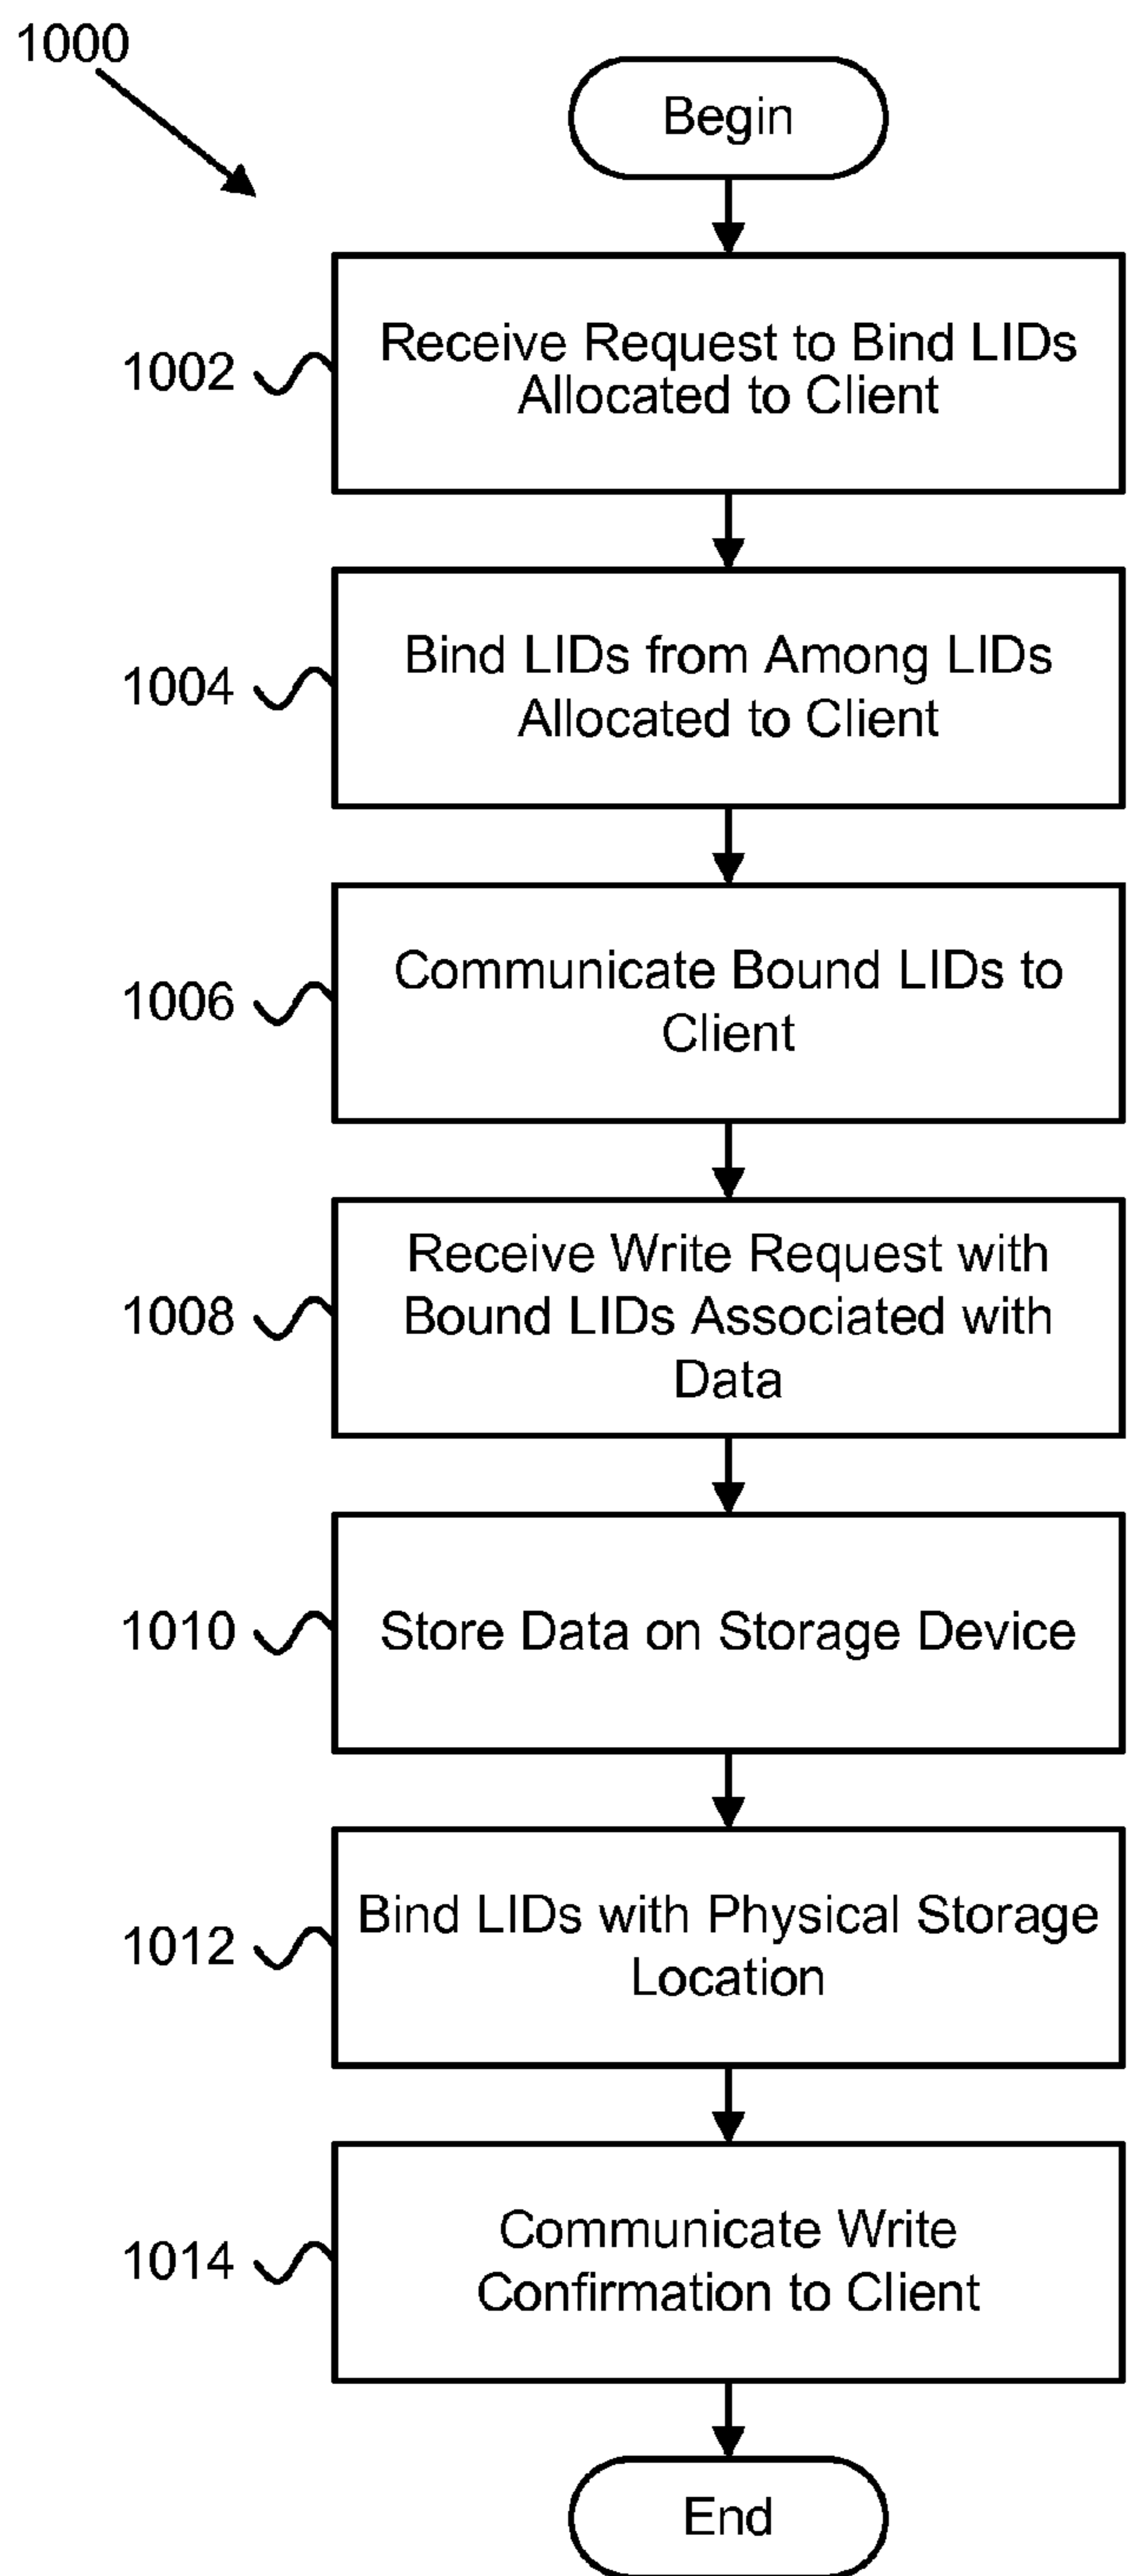 1000
Begin
1002
Receive Request to Bind LIDs
Allocated to Client
1004
Bind LIDs from Among LIDs
Allocated to Client
1006
Communicate Bound LIDs to
Client
1008
Receive Write Request with
Bound LIDs Associated with
Data
1010
Store Data on Storage Device
1012
Bind LIDs with Physical Storage
Location
1014
Communicate Write
Confirmation to Client
End